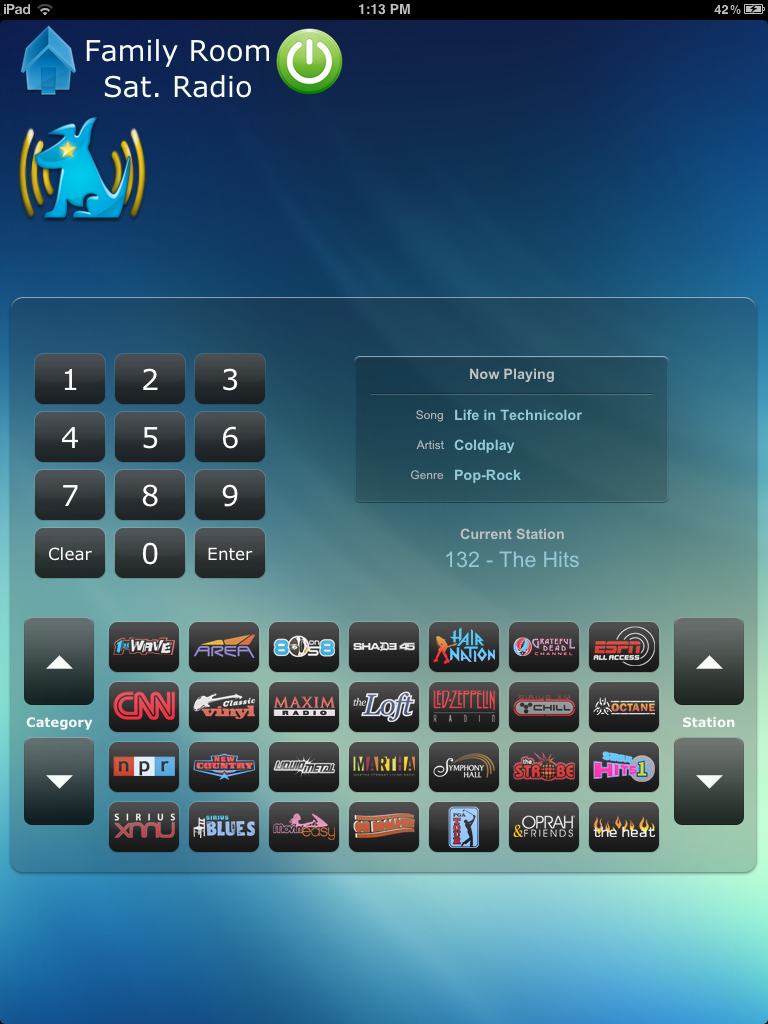 iPad
1:13 PM
42%
Family Room
Sat. Radio
1 2 3
4 5 6
7 8 9
Clear 0 Enter
Now Playing
Song Life in Technicolor
Artist Coldplay
Genre Pop-Rock
Current Station
132 - The Hits
Category
Station
1st WAVE
AREA
80s on 8
SHADE 45
HAIR NATION
GRATEFUL DEAD CHANNEL
ESPN ALL ACCESS
CNN
Classic vinyl
MAXIM RADIO
the Loft
LED ZEPPELIN RADIO
SIRIUS XM CHILL
OCTANE
npr
NEW COUNTRY
LIQUID METAL
MARTHA
MARTHA STEWART LIVING RADIO
SYMPHONY HALL
the STROBE
SIRIUS HITS 1
SIRIUS XMU
SIRIUS BLUES
Movin easy
PGA TOUR
OPRAH & FRIENDS
the heat